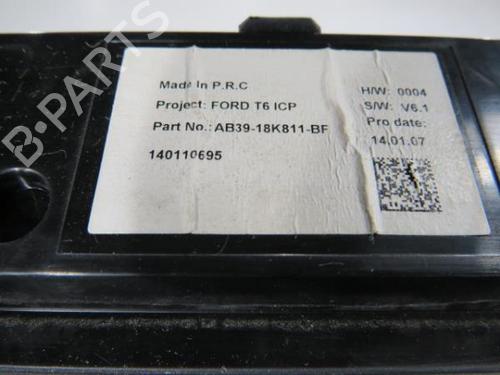 Made In P.R.C
H/W: 0004
Project: FORD T6 ICP
S/W: V6.1
Part No.: AB39-18K811-BF
Pro date:
14.01.07
140110695
B-PARTS